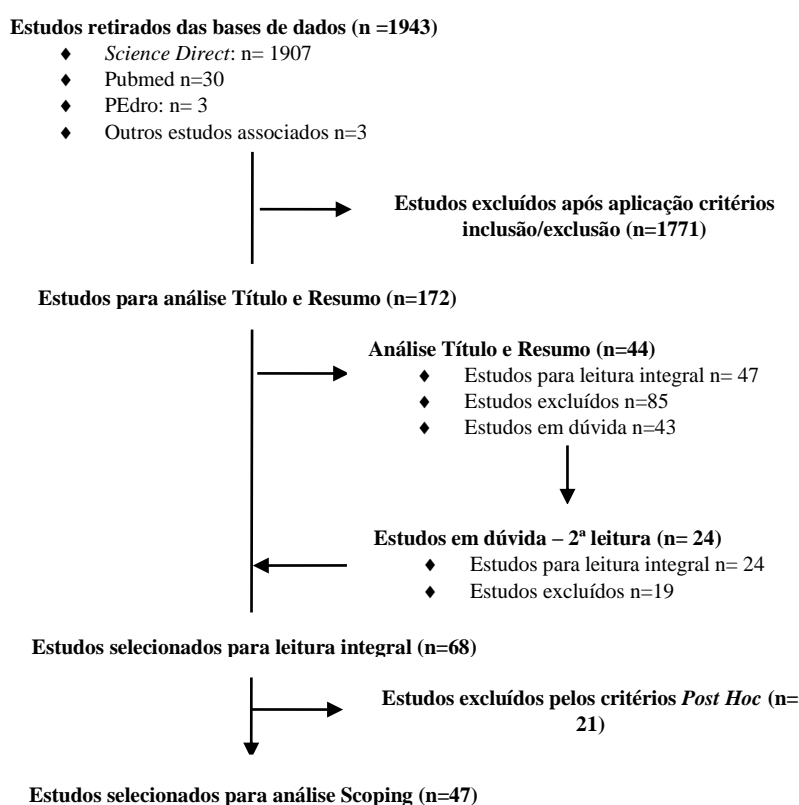 Estudos retirados das bases de dados (n =1943)
♦ Science Direct: n= 1907
♦ Pubmed n=30
♦ PEdro: n= 3
♦ Outros estudos associados n=3
Estudos excluídos após aplicação critérios
inclusão/exclusão (n=1771)
Estudos para análise Título e Resumo (n=172)
Análise Título e Resumo (n=44)
♦ Estudos para leitura integral n= 47
♦ Estudos excluídos n=85
♦ Estudos em dúvida n=43
Estudos em dúvida – 2ª leitura (n= 24)
♦ Estudos para leitura integral n= 24
♦ Estudos excluídos n=19
Estudos selecionados para leitura integral (n=68)
Estudos excluídos pelos critérios Post Hoc (n=
21)
Estudos selecionados para análise Scoping (n=47)